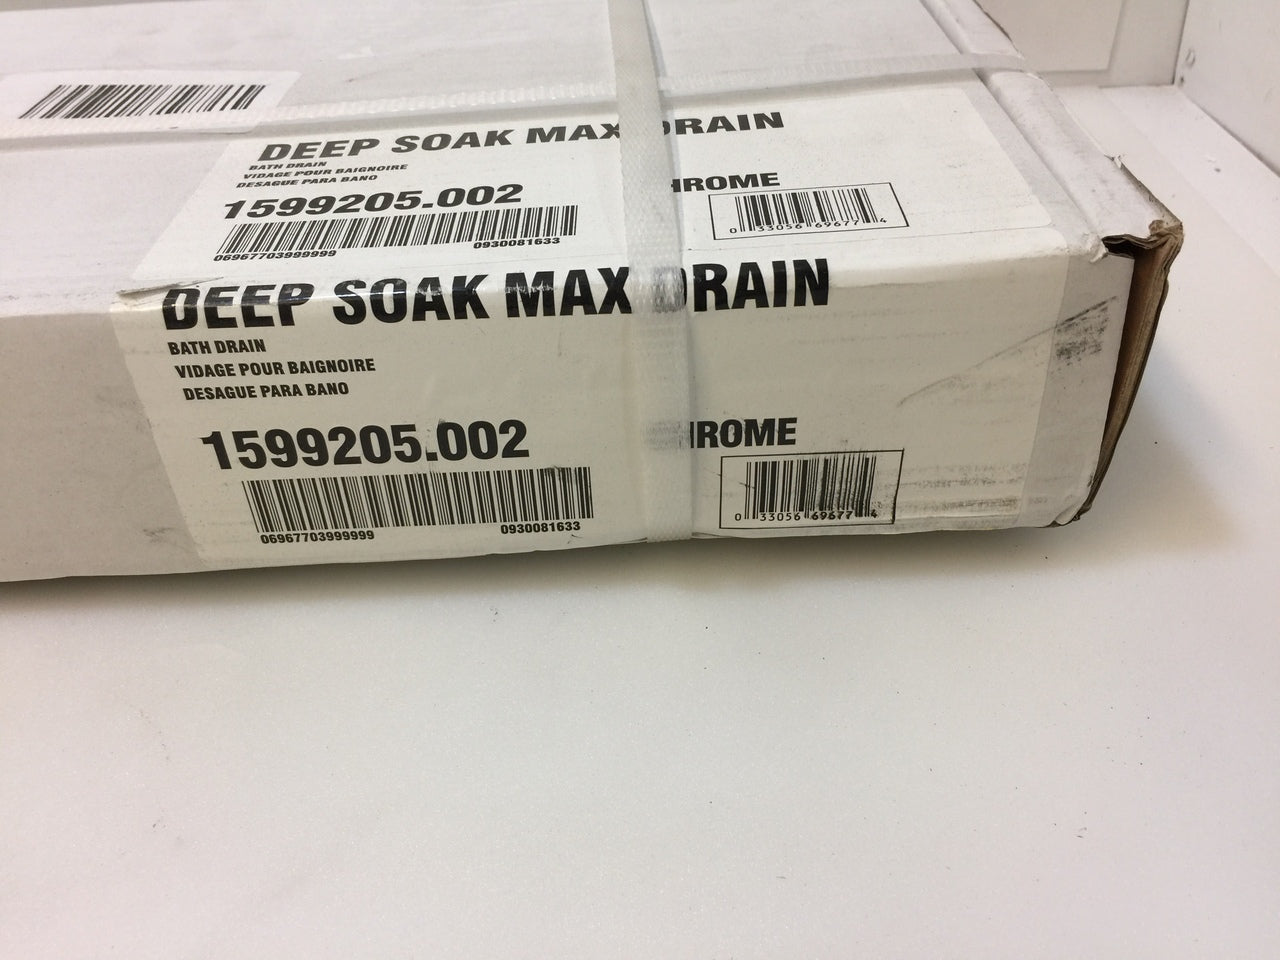 DEEP SOAK MAX DRAIN
BATH DRAIN
VIDAGE POUR BAIGNOIRE
DESAGUE PARA BANO
1599205.002 HROME
06967703999999 0930081633
0 33056 69677 4
DEEP SOAK MAX DRAIN
BATH DRAIN
VIDAGE POUR BAIGNOIRE
DESAGUE PARA BANO
1599205.002 HROME
06967703999999 0930081633
0 33056 69677 4